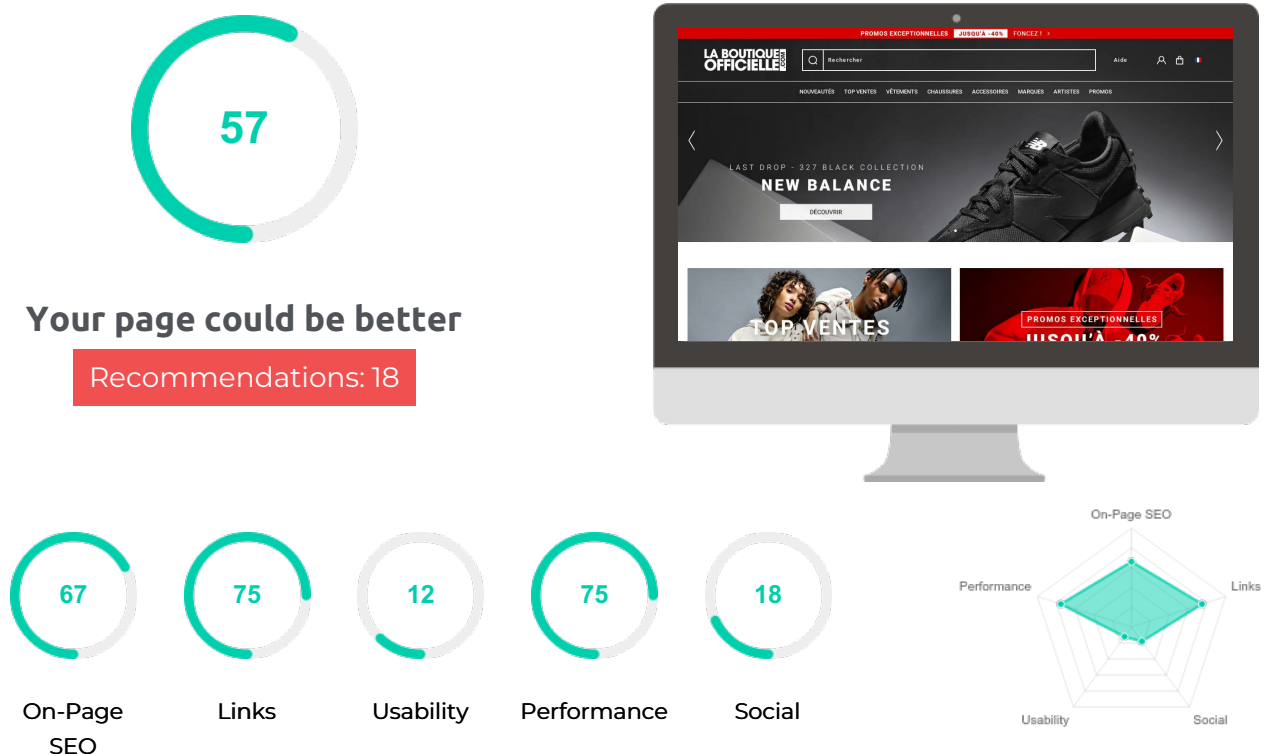 57
Your page could be better
Recommendations: 18
PROMOS EXCEPTIONNELLES JUSQU'À -40% FONCEZ ! >
LA BOUTIQUE
OFFICIELLE
.COM
Rechercher
Aide
NOUVEAUTÉS TOP VENTES VÊTEMENTS CHAUSSURES ACCESSOIRES MARQUES ARTISTES PROMOS
LAST DROP - 327 BLACK COLLECTION
NEW BALANCE
DÉCOUVRIR
TOP VENTES
PROMOS EXCEPTIONNELLES
JUSQU'À -40%
67
75
12
75
18
On-Page
SEO
Links
Usability
Performance
Social
On-Page SEO
Performance
Links
Usability
Social